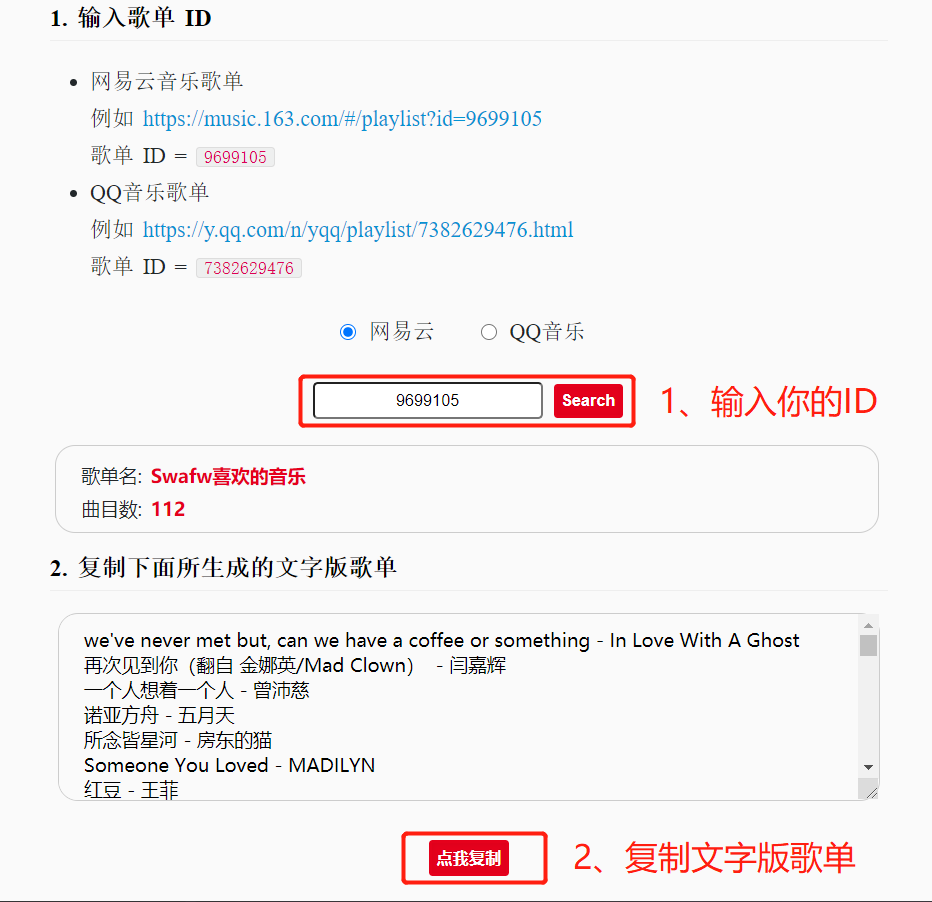 1. 输入歌单 ID
网易云音乐歌单
例如 https://music.163.com/#/playlist?id=9699105
歌单 ID = 9699105
QQ音乐歌单
例如 https://y.qq.com/n/yqq/playlist/7382629476.html
歌单 ID = 7382629476
网易云 QQ音乐
9699105 Search 1、输入你的ID
歌单名: Swafw喜欢的音乐
曲目数: 112
2. 复制下面所生成的文字版歌单
we've never met but, can we have a coffee or something - In Love With A Ghost
再次见到你（翻自 金娜英/Mad Clown） - 闫嘉辉
一个人想着一个人 - 曾沛慈
诺亚方舟 - 五月天
所念皆星河 - 房东的猫
Someone You Loved - MADILYN
红豆 - 王菲
点我复制 2、复制文字版歌单